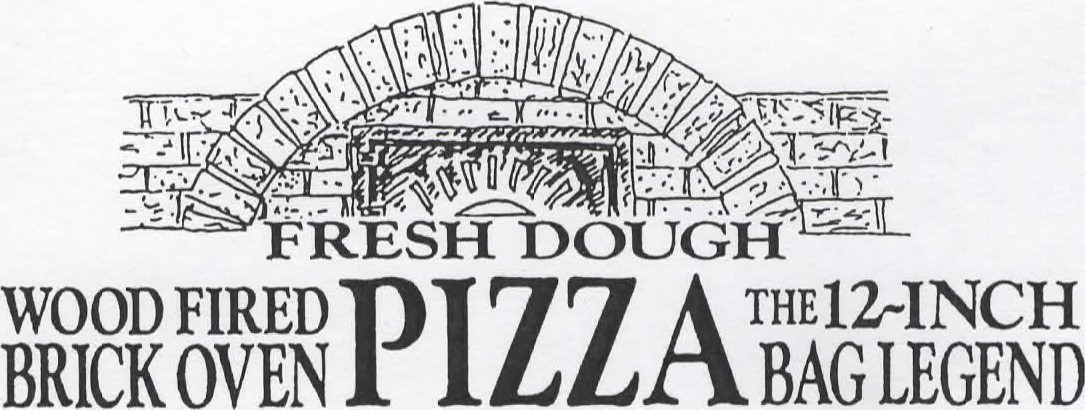 FRESH DOUGH
WOOD FIRED
BRICK OVEN
PIZZA
THE 12-INCH
BAG LEGEND